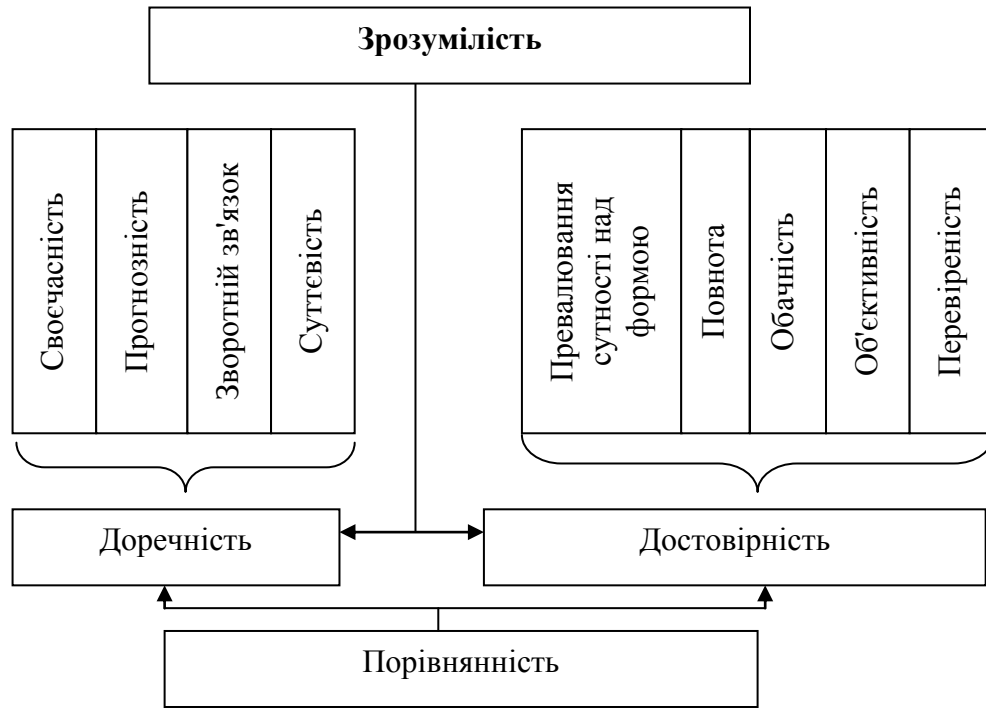 Зрозумілість
Своєчасність
Прогнозність
Зворотній зв'язок
Суттєвість
Превалювання
сутності над
формою
Повнота
Обачність
Об'єктивність
Перевіреність
Доречність
Достовірність
Порівнянність